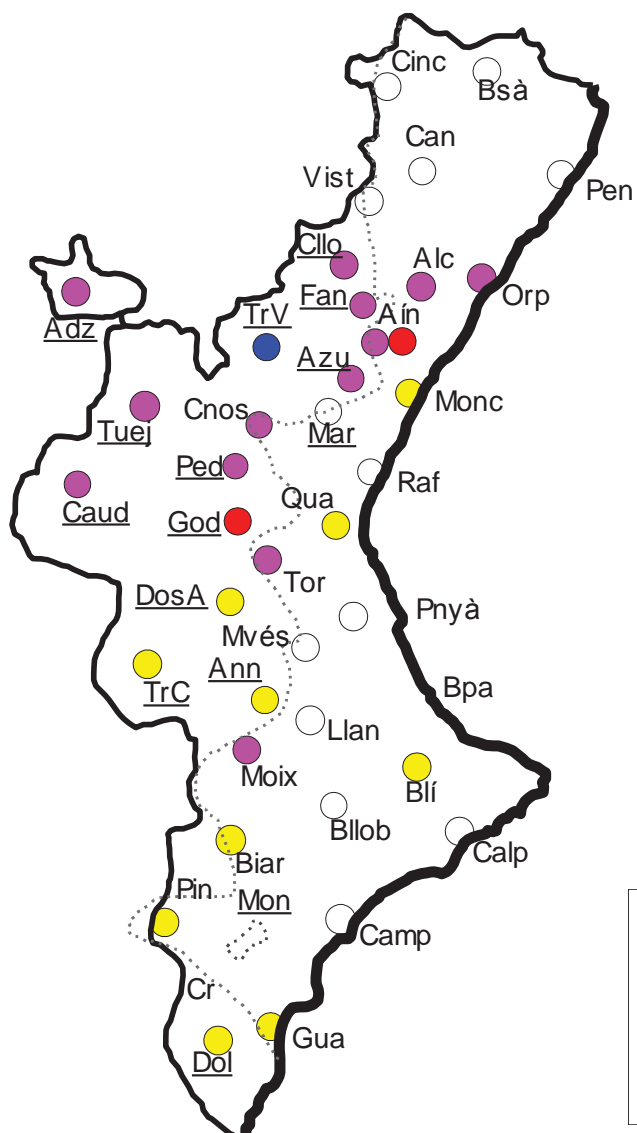 Cinc
Bsà
Can
Vist
Pen
Cllo
Alc
Fan
Orp
Adz
TrV
Aín
Azu
Monc
Tuej
Cnos
Mar
Ped
Raf
Caud
Qua
God
Tor
DosA
Pnyà
Mvés
Ann
TrC
Bpa
Llan
Moix
Blí
Bllob
Calp
Biar
Pin
Mon
Camp
Cr
Gua
Dol